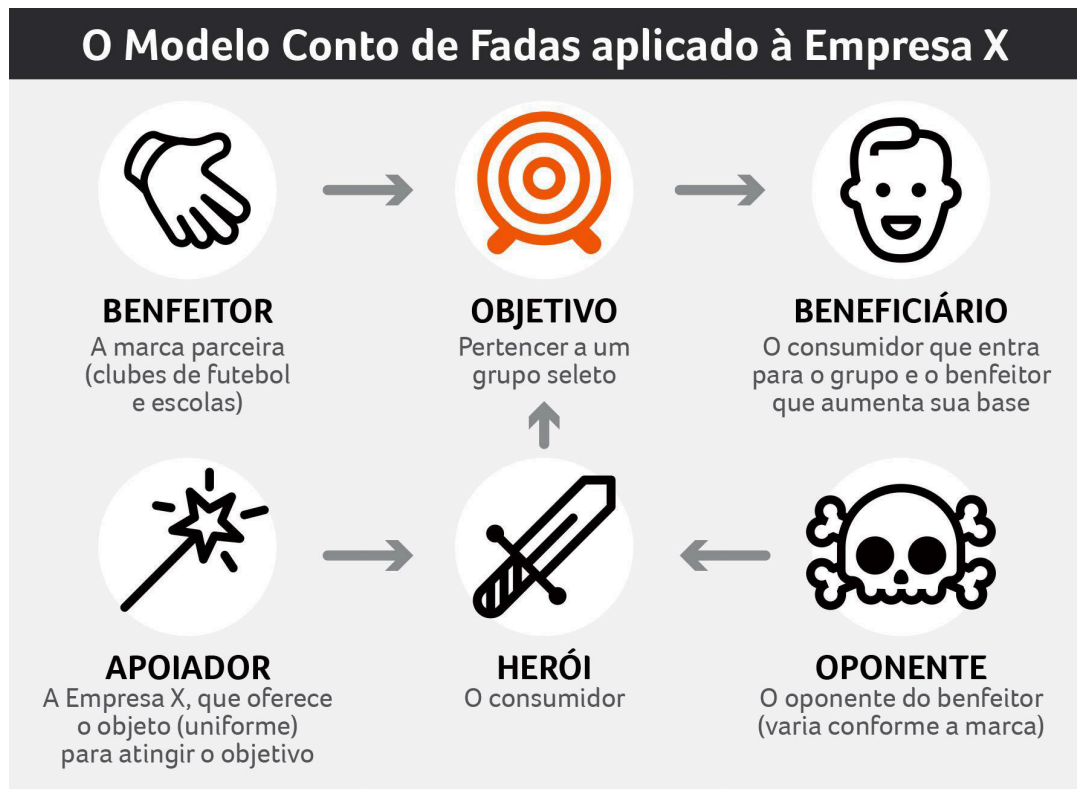 O Modelo Conto de Fadas aplicado à Empresa X
BENFEITOR
A marca parceira
(clubes de futebol
e escolas)
OBJETIVO
Pertencer a um
grupo seleto
BENEFICIÁRIO
O consumidor que entra
para o grupo e o benfeitor
que aumenta sua base
APOIADOR
A Empresa X, que oferece
o objeto (uniforme)
para atingir o objetivo
HERÓI
O consumidor
OPONENTE
O oponente do benfeitor
(varia conforme a marca)